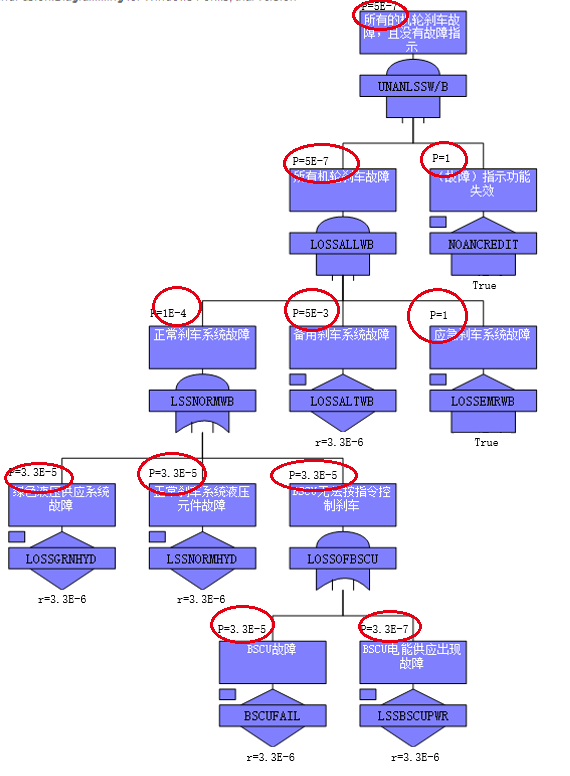 P=5E-7
所有的机轮刹车故
障，且没有故障指
示
UNANLSSW/B
P=5E-7
所有机轮刹车故障
LOSSALLWB
P=1
（故障）指示功能
失效
NOANCREDIT
True
P=1E-4
正常刹车系统故障
LSSNORMWB
P=5E-3
备用刹车系统故障
LOSSALTWB
r=3.3E-6
P=1
应急刹车系统故障
LOSSEMRWB
True
P=3.3E-5
绿色液压供应系统
故障
LOSSGRNHYD
r=3.3E-6
P=3.3E-5
正常刹车系统液压
元件故障
LSSNORMHYD
r=3.3E-6
P=3.3E-5
BSCU无法按指令控
制刹车
LOSSOFBSCU
P=3.3E-5
BSCU故障
BSCUFAIL
r=3.3E-6
P=3.3E-7
BSCU电能供应出现
故障
LSSBSCUPWR
r=3.3E-6